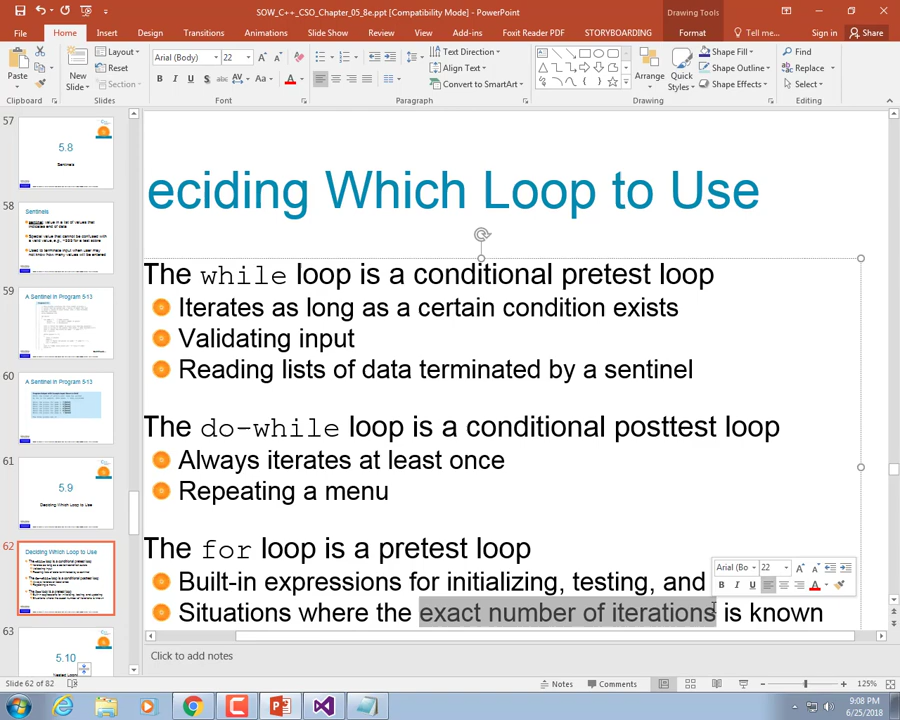 SOW_C++_CSO_Chapter_05_8e.ppt [Compatibility Mode] - PowerPoint
Drawing Tools
File Home Insert Design Transitions Animations Slide Show Review View Add-ins Foxit Reader PDF STORYBOARDING Format Tell me... Sign in Share
Paste
Clipboard
New Slide
Layout
Reset
Section
Slides
Arial (Body) 22
B I U S abc AV Aa A
Font
Text Direction
Align Text
Convert to SmartArt
Paragraph
Arrange
Quick Styles
Shape Fill
Shape Outline
Shape Effects
Drawing
Find
Replace
Select
Editing
57
5.8
Sentinels
58
Sentinels
59
A Sentinel in Program 5-13
60
A Sentinel in Program 5-13
61
5.9
Deciding Which Loop to Use
62
Deciding Which Loop to Use
63
5.10
eciding Which Loop to Use
The while loop is a conditional pretest loop
Iterates as long as a certain condition exists
Validating input
Reading lists of data terminated by a sentinel
The do-while loop is a conditional posttest loop
Always iterates at least once
Repeating a menu
The for loop is a pretest loop
Built-in expressions for initializing, testing, and
Situations where the exact number of iterations is known
Arial (Bo 22
B I U
Click to add notes
Slide 62 of 82
Notes
Comments
125%
9:08 PM
6/25/2018